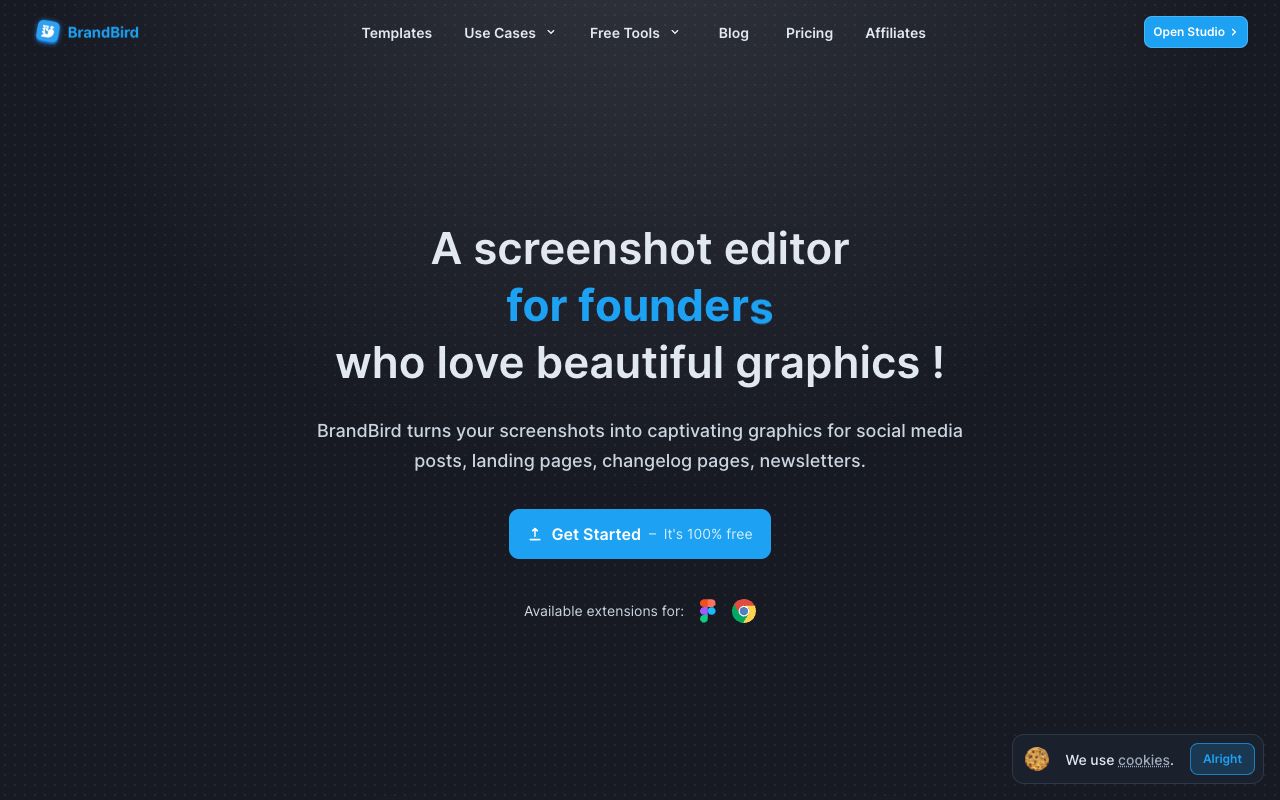 BrandBird
Templates
Use Cases
Free Tools
Blog
Pricing
Affiliates
Open Studio
A screenshot editor
for founders
who love beautiful graphics !
BrandBird turns your screenshots into captivating graphics for social media
posts, landing pages, changelog pages, newsletters.
Get Started – It's 100% free
Available extensions for:
We use cookies.
Alright